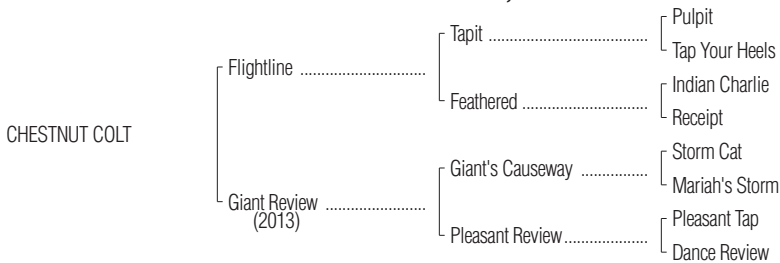 Pulpit
Tapit ....................................................
Tap Your Heels
Flightline .........................................
Indian Charlie
Feathered .........................................
Receipt
CHESTNUT COLT
Storm Cat
Giant's Causeway ......................
Mariah's Storm
Giant Review .................................
(2013)
Pleasant Tap
Pleasant Review...........................
Dance Review